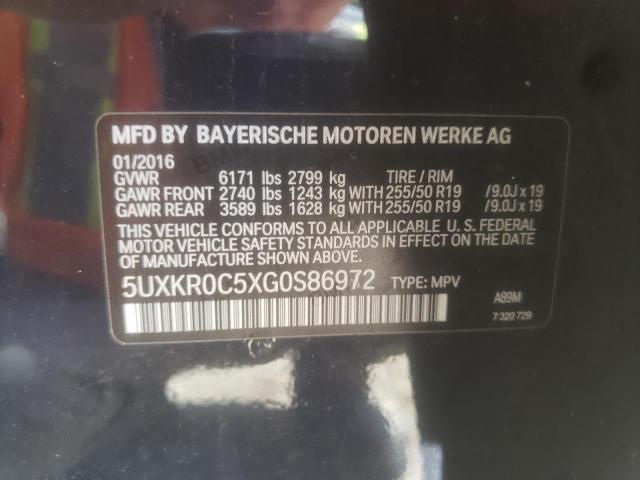 MFD BY BAYERISCHE MOTOREN WERKE AG
01/2016
GVWR 6171 lbs 2799 kg TIRE / RIM
GAWR FRONT 2740 lbs 1243 kg WITH 255/50 R19 /9.0J x 19
GAWR REAR 3589 lbs 1628 kg WITH 255/50 R19 /9.0J x 19
THIS VEHICLE CONFORMS TO ALL APPLICABLE U. S. FEDERAL
MOTOR VEHICLE SAFETY STANDARDS IN EFFECT ON THE
DATE OF MANUFACTURE SHOWN ABOVE.
5UXKR0C5XG0S86972 TYPE: MPV
A89M
7 320 729